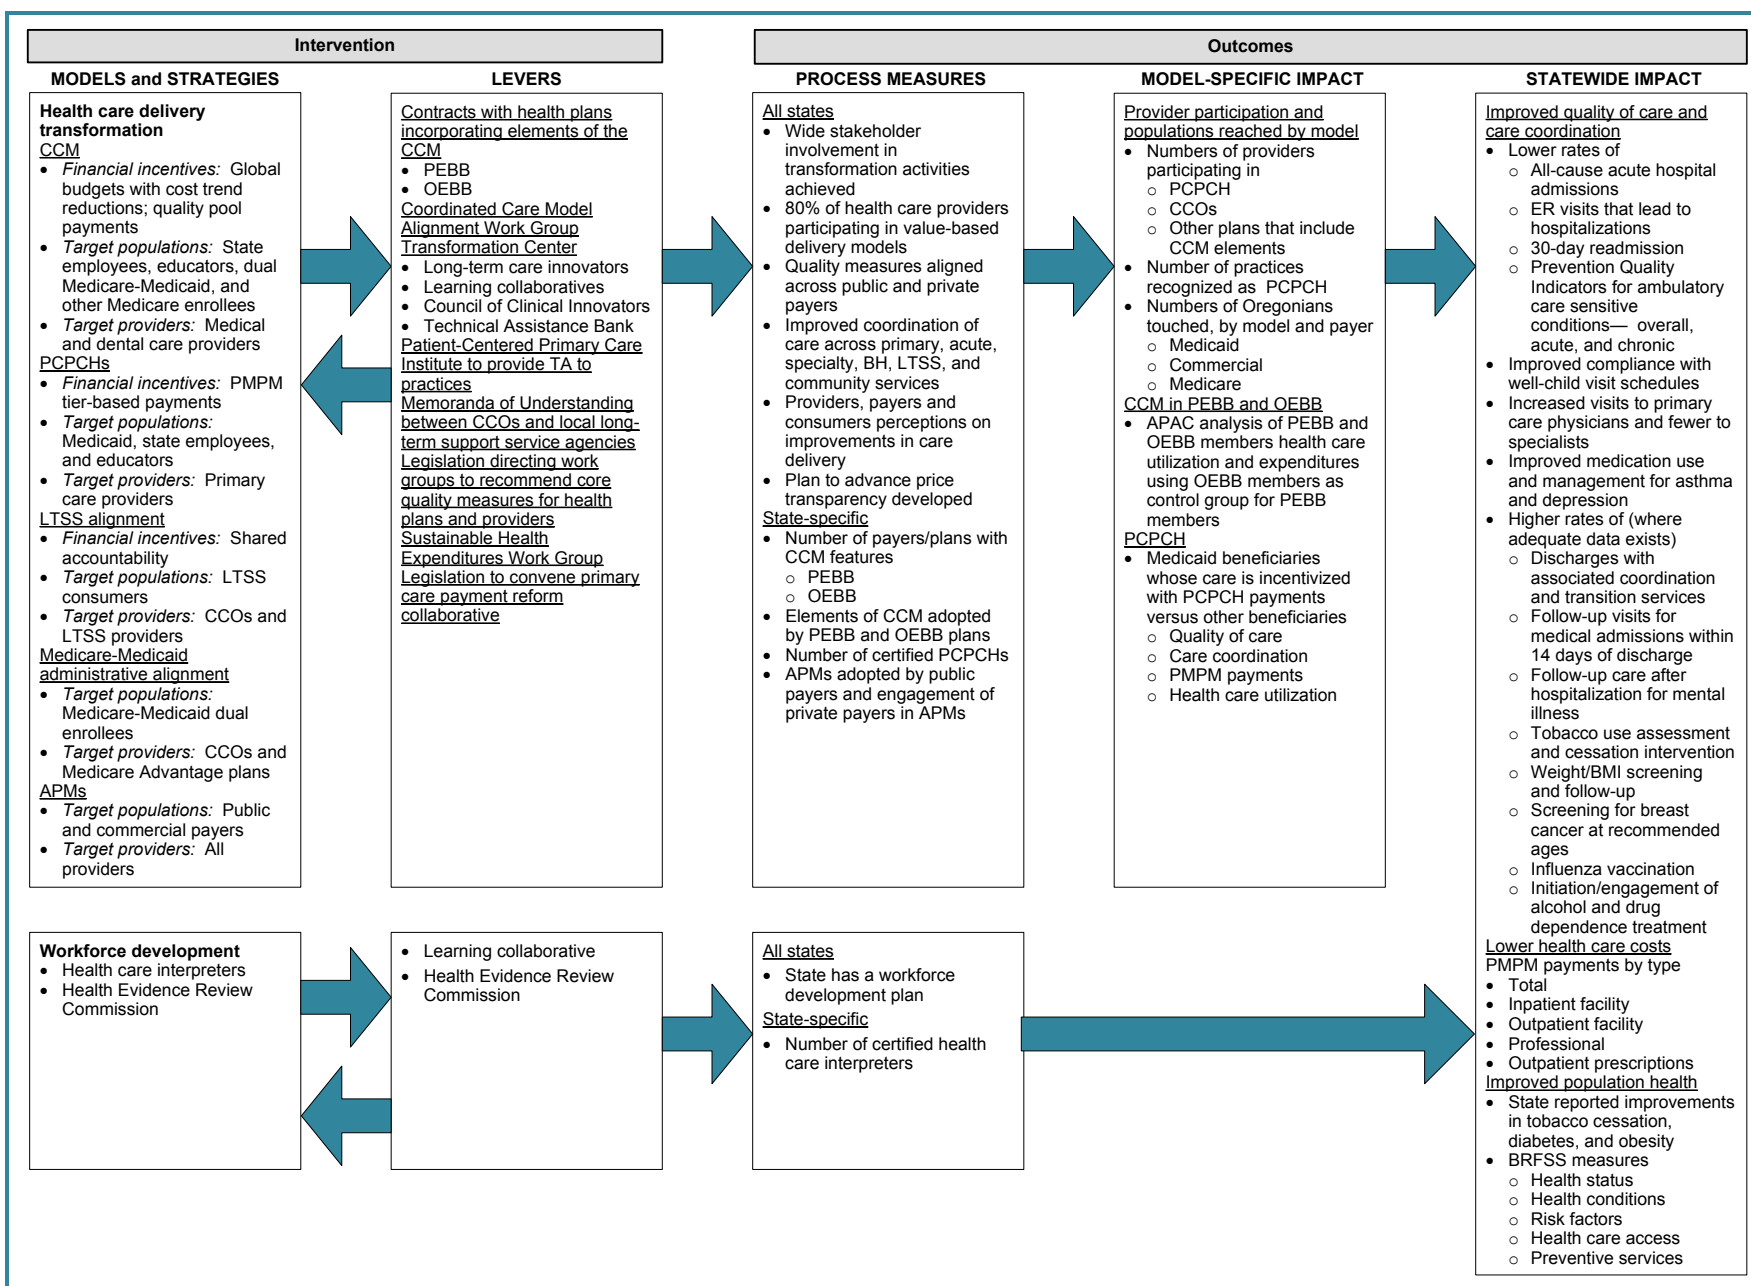 Intervention
Outcomes
MODELS and STRATEGIES
LEVERS
PROCESS MEASURES
MODEL-SPECIFIC IMPACT
STATEWIDE IMPACT
Health care delivery
transformation
CCM
• Financial incentives: Global
budgets with cost trend
reductions; quality pool
payments
• Target populations: State
employees, educators, dual
Medicare-Medicaid, and
other Medicare enrollees
• Target providers: Medical
and dental care providers
PCPCHs
• Financial incentives: PMPM
tier-based payments
• Target populations:
Medicaid, state employees,
and educators
• Target providers: Primary
care providers
LTSS alignment
• Financial incentives: Shared
accountability
• Target populations: LTSS
consumers
• Target providers: CCOs and
LTSS providers
Medicare-Medicaid
administrative alignment
• Target populations:
Medicare-Medicaid dual
enrollees
• Target providers: CCOs and
Medicare Advantage plans
APMs
• Target populations: Public
and commercial payers
• Target providers: All
providers
Contracts with health plans
incorporating elements of the
CCM
• PEBB
• OEBB
Coordinated Care Model
Alignment Work Group
Transformation Center
• Long-term care innovators
• Learning collaboratives
• Council of Clinical Innovators
• Technical Assistance Bank
Patient-Centered Primary Care
Institute to provide TA to
practices
Memoranda of Understanding
between CCOs and local long-
term support service agencies
Legislation directing work
groups to recommend core
quality measures for health
plans and providers
Sustainable Health
Expenditures Work Group
Legislation to convene primary
care payment reform
collaborative
All states
• Wide stakeholder
involvement in
transformation activities
achieved
• 80% of health care providers
participating in value-based
delivery models
• Quality measures aligned
across public and private
payers
• Improved coordination of
care across primary, acute,
specialty, BH, LTSS, and
community services
• Providers, payers and
consumers perceptions on
improvements in care
delivery
• Plan to advance price
transparency developed
State-specific
• Number of payers/plans with
CCM features
○ PEBB
○ OEBB
• Elements of CCM adopted
by PEBB and OEBB plans
• Number of certified PCPCHs
• APMs adopted by public
payers and engagement of
private payers in APMs
Provider participation and
populations reached by model
• Numbers of providers
participating in
○ PCPCH
○ CCOs
○ Other plans that include
CCM elements
• Number of practices
recognized as PCPCH
• Numbers of Oregonians
touched, by model and payer
○ Medicaid
○ Commercial
○ Medicare
CCM in PEBB and OEBB
• APAC analysis of PEBB and
OEBB members health care
utilization and expenditures
using OEBB members as
control group for PEBB
members
PCPCH
• Medicaid beneficiaries
whose care is incentivized
with PCPCH payments
versus other beneficiaries
○ Quality of care
○ Care coordination
○ PMPM payments
○ Health care utilization
Improved quality of care and
care coordination
• Lower rates of
○ All-cause acute hospital
admissions
○ ER visits that lead to
hospitalizations
○ 30-day readmission
○ Prevention Quality
Indicators for ambulatory
care sensitive
conditions— overall,
acute, and chronic
• Improved compliance with
well-child visit schedules
• Increased visits to primary
care physicians and fewer to
specialists
• Improved medication use
and management for asthma
and depression
• Higher rates of (where
adequate data exists)
○ Discharges with
associated coordination
and transition services
○ Follow-up visits for
medical admissions within
14 days of discharge
○ Follow-up care after
hospitalization for mental
illness
○ Tobacco use assessment
and cessation intervention
○ Weight/BMI screening
and follow-up
○ Screening for breast
cancer at recommended
ages
○ Influenza vaccination
○ Initiation/engagement of
alcohol and drug
dependence treatment
Lower health care costs
PMPM payments by type
• Total
• Inpatient facility
• Outpatient facility
• Professional
• Outpatient prescriptions
Improved population health
• State reported improvements
in tobacco cessation,
diabetes, and obesity
• BRFSS measures
○ Health status
○ Health conditions
○ Risk factors
○ Health care access
○ Preventive services
Workforce development
• Health care interpreters
• Health Evidence Review
Commission
• Learning collaborative
• Health Evidence Review
Commission
All states
• State has a workforce
development plan
State-specific
• Number of certified health
care interpreters